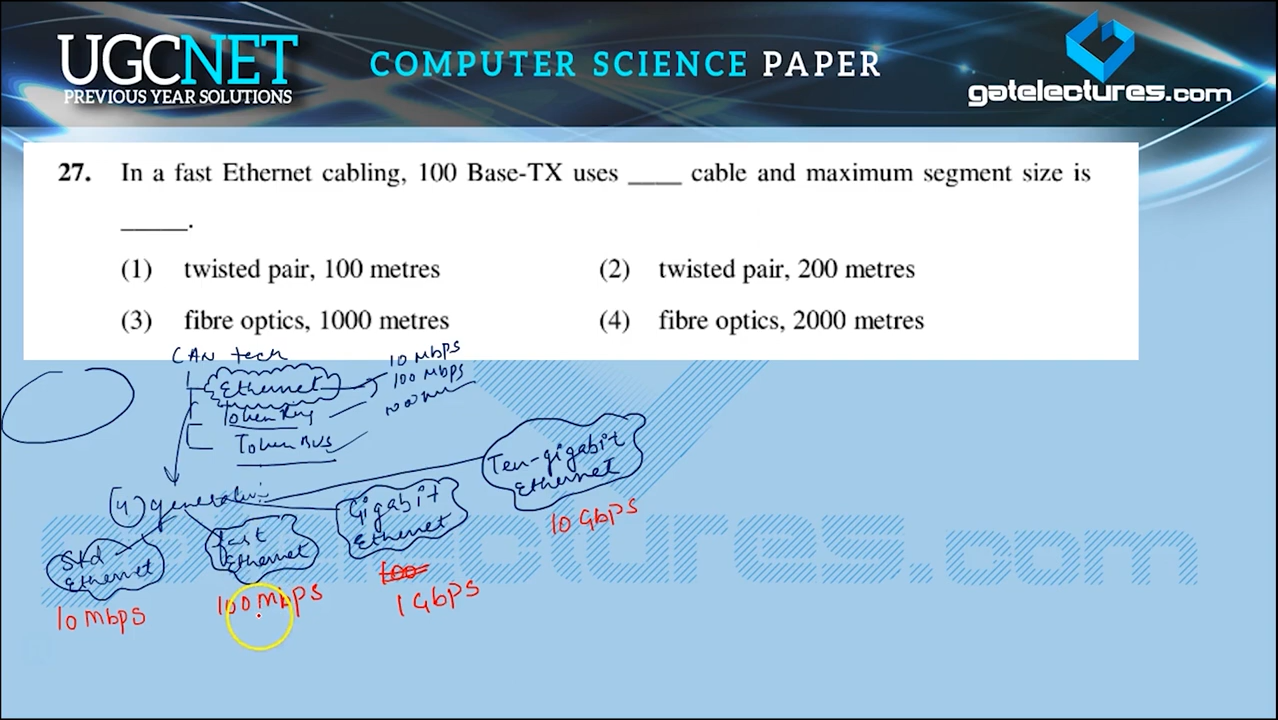 UGCNET
PREVIOUS YEAR SOLUTIONS
COMPUTER SCIENCE PAPER
gatelectures.com
27. In a fast Ethernet cabling, 100 Base-TX uses ____ cable and maximum segment size is
_____.
(1) twisted pair, 100 metres
(2) twisted pair, 200 metres
(3) fibre optics, 1000 metres
(4) fibre optics, 2000 metres
tech
Ethernet
10 Mbps
100 Mbps
Token Ring
Token Bus
(4)
Std
Ethernet
10 Mbps
fast
Ethernet
100 Mbps
Gigabit
Ethernet
100
1 Gbps
Ten-gigabit
Ethernet
10 Gbps